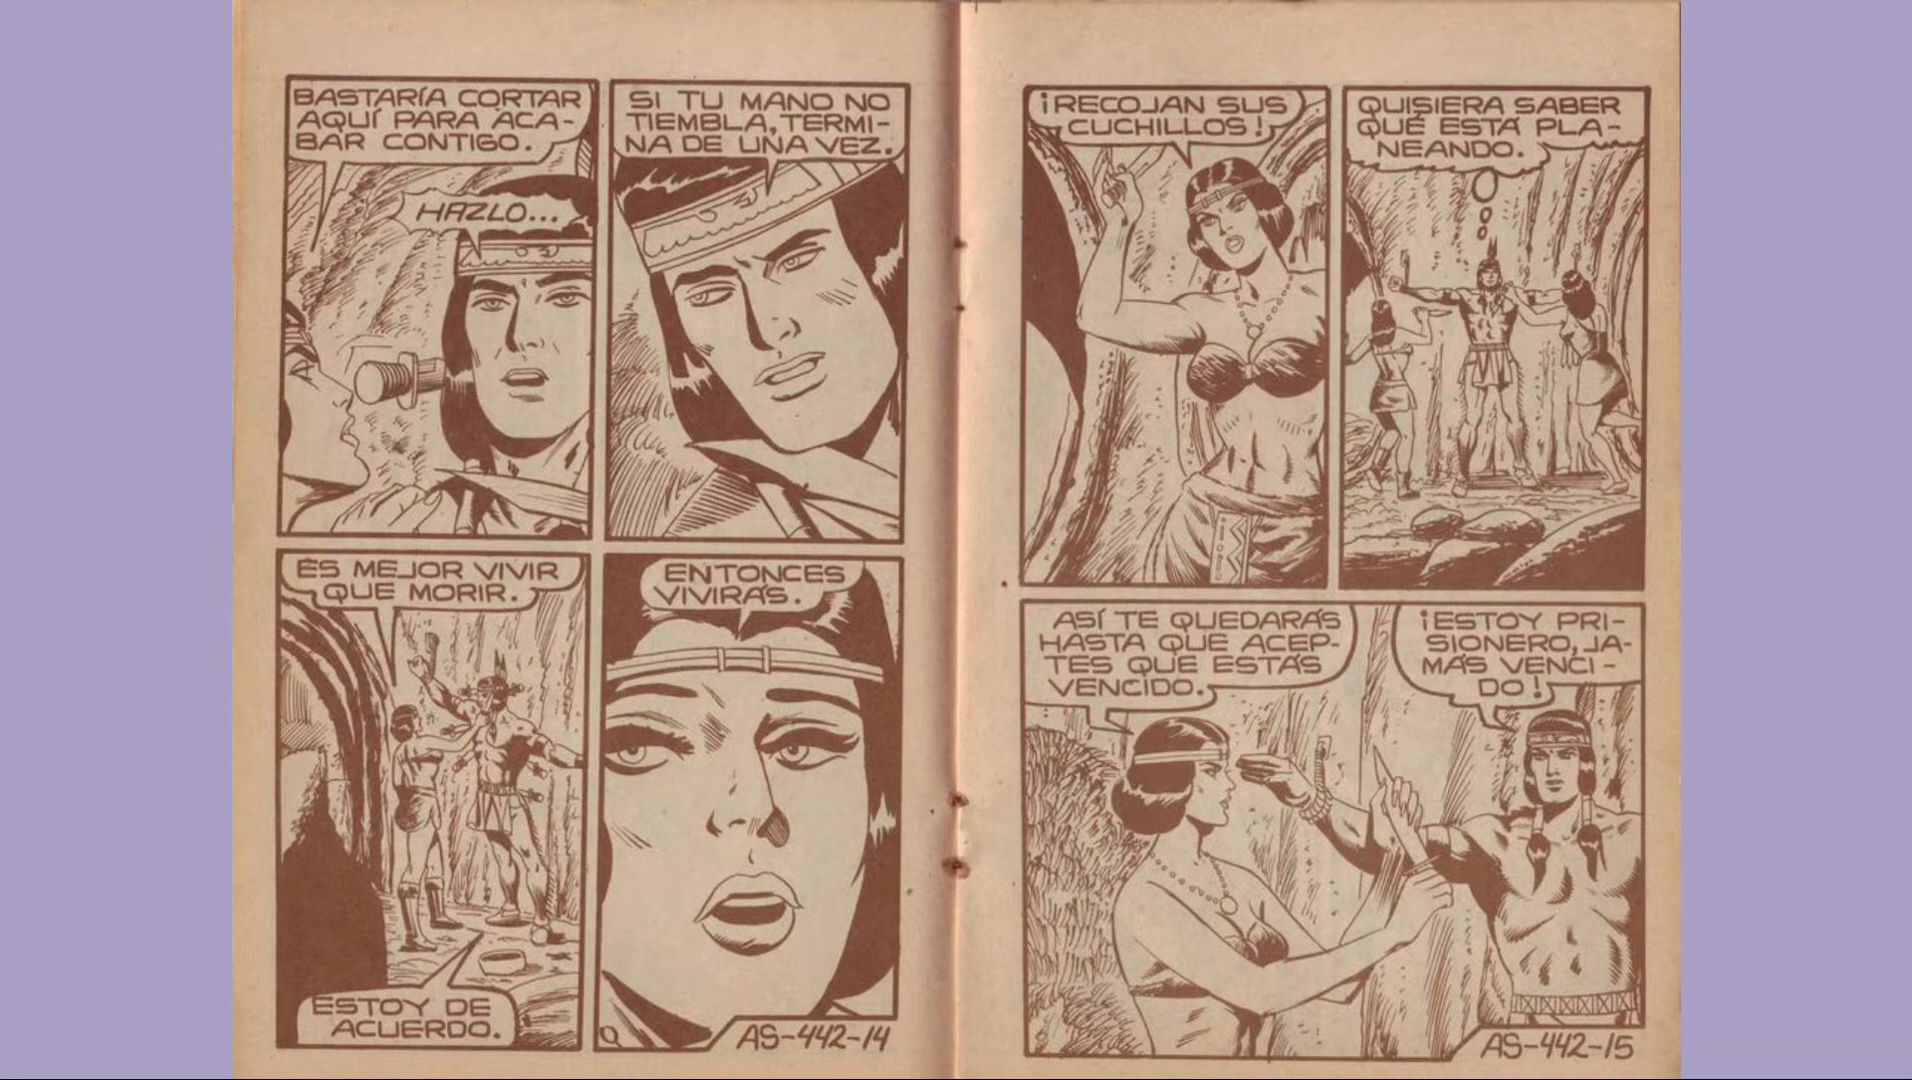 BASTARÍA CORTAR
AQUÍ PARA ACA-
BAR CONTIGO.
HAZLO...
SI TU MANO NO
TIEMBLA, TERMI-
NA DE UNA VEZ.
ES MEJOR VIVIR
QUE MORIR.
ESTOY DE
ACUERDO.
ENTONCES
VIVIRÁS.
AS-442-14
¡RECOJAN SUS
CUCHILLOS!
QUISIERA SABER
QUÉ ESTÁ PLA-
NEANDO.
ASÍ TE QUEDARÁS
HASTA QUE ACEP-
TES QUE ESTÁS
VENCIDO.
¡ESTOY PRI-
SIONERO, JA-
MÁS VENCI-
DO!
AS-442-15